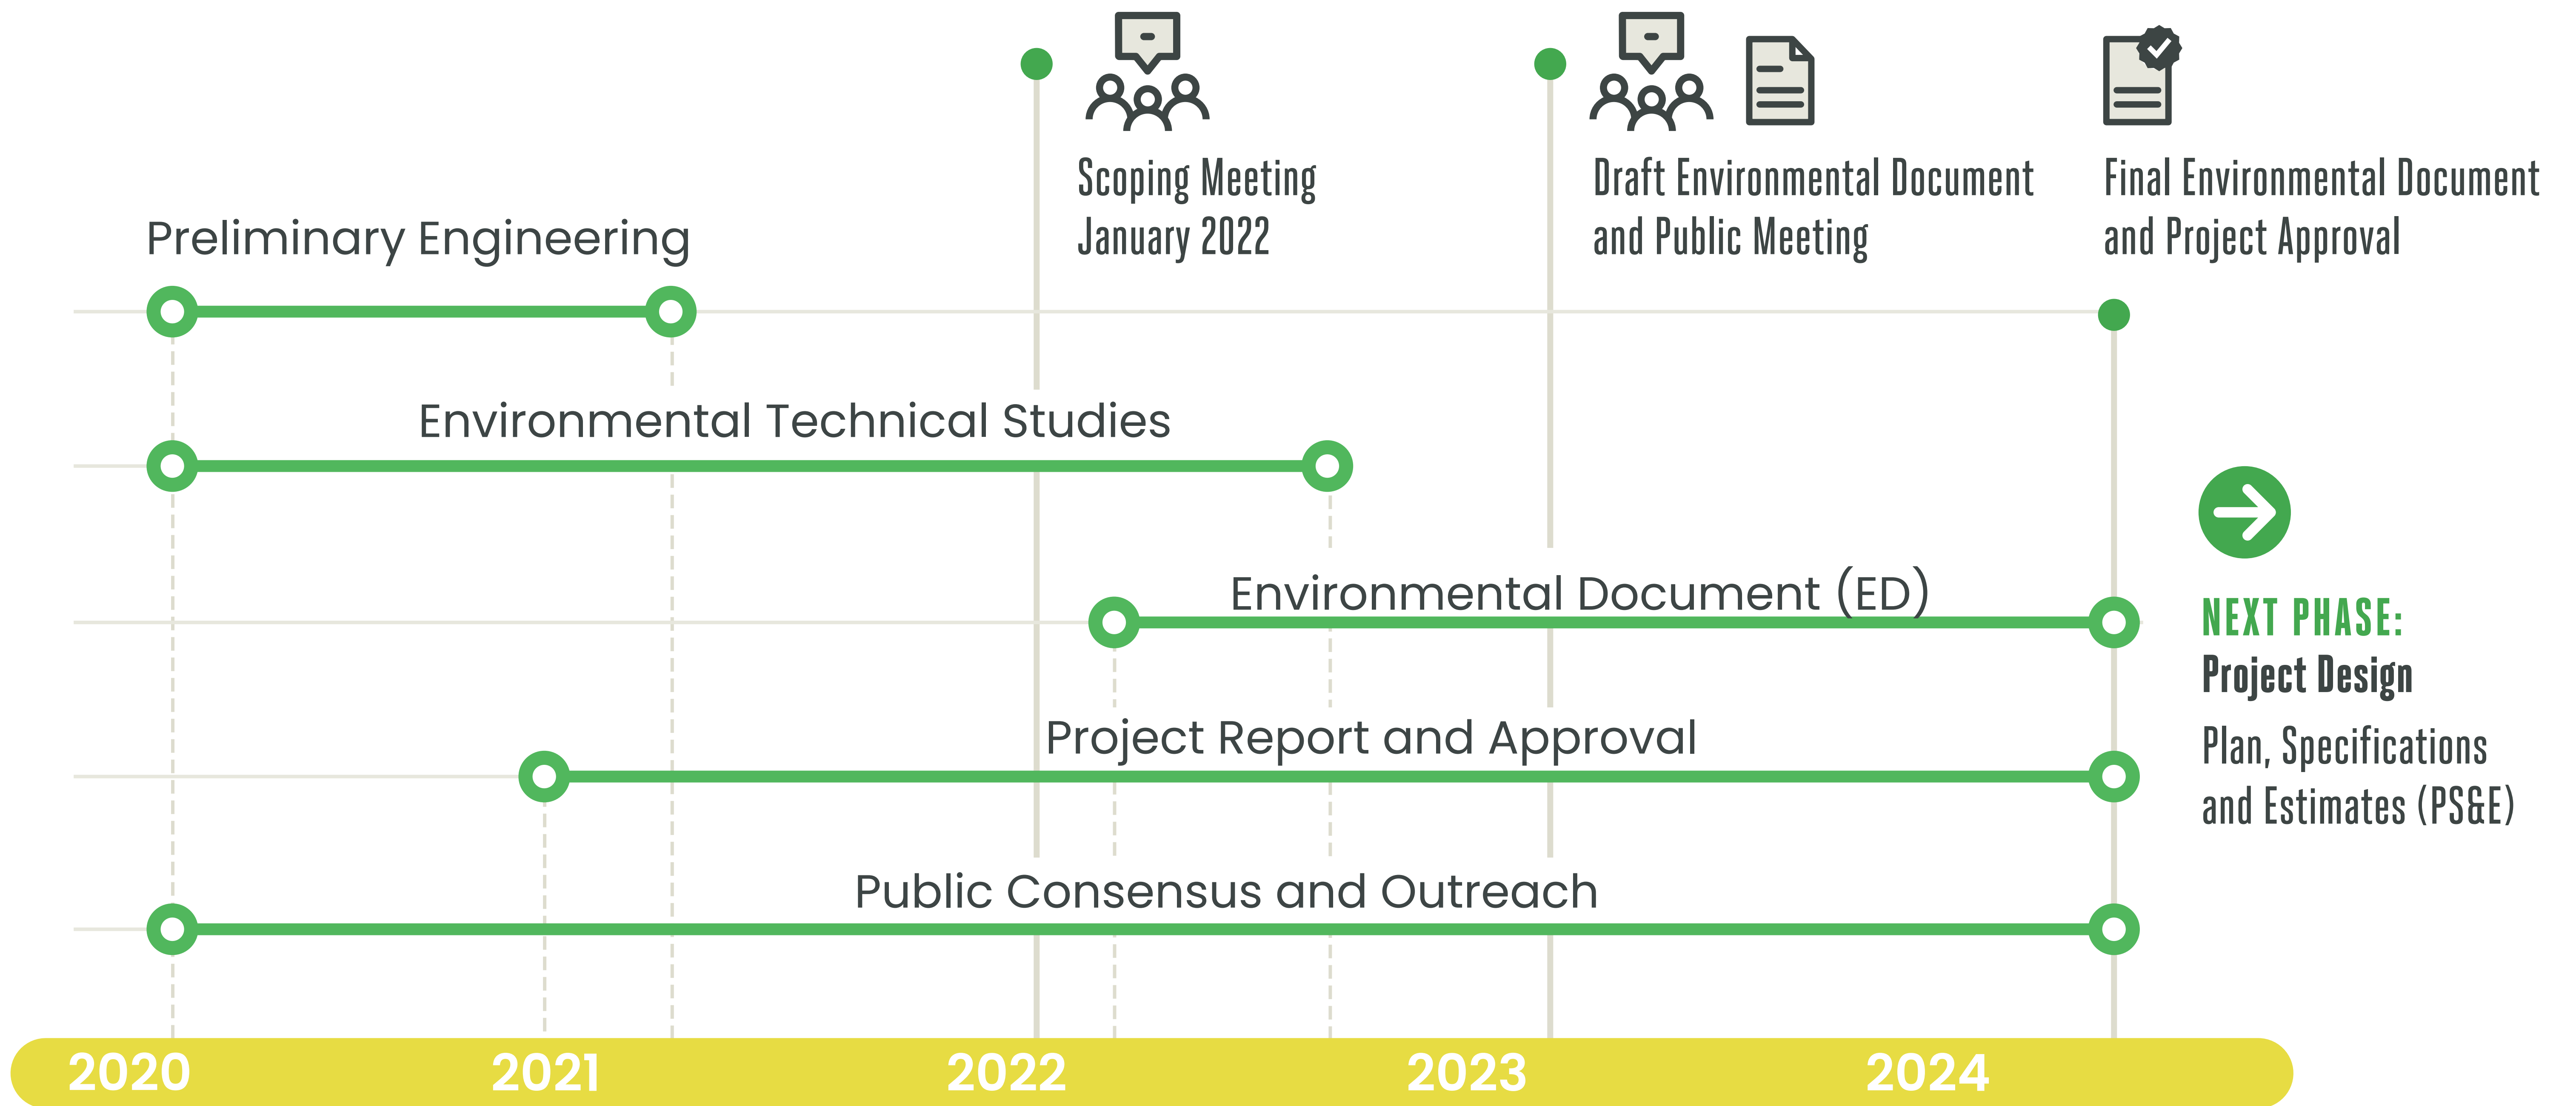 Scoping Meeting
January 2022
Draft Environmental Document
and Public Meeting
Final Environmental Document
and Project Approval
Preliminary Engineering
Environmental Technical Studies
Environmental Document (ED)
Project Report and Approval
Public Consensus and Outreach
NEXT PHASE:
Project Design
Plan, Specifications
and Estimates (PS&E)
2020 2021 2022 2023 2024